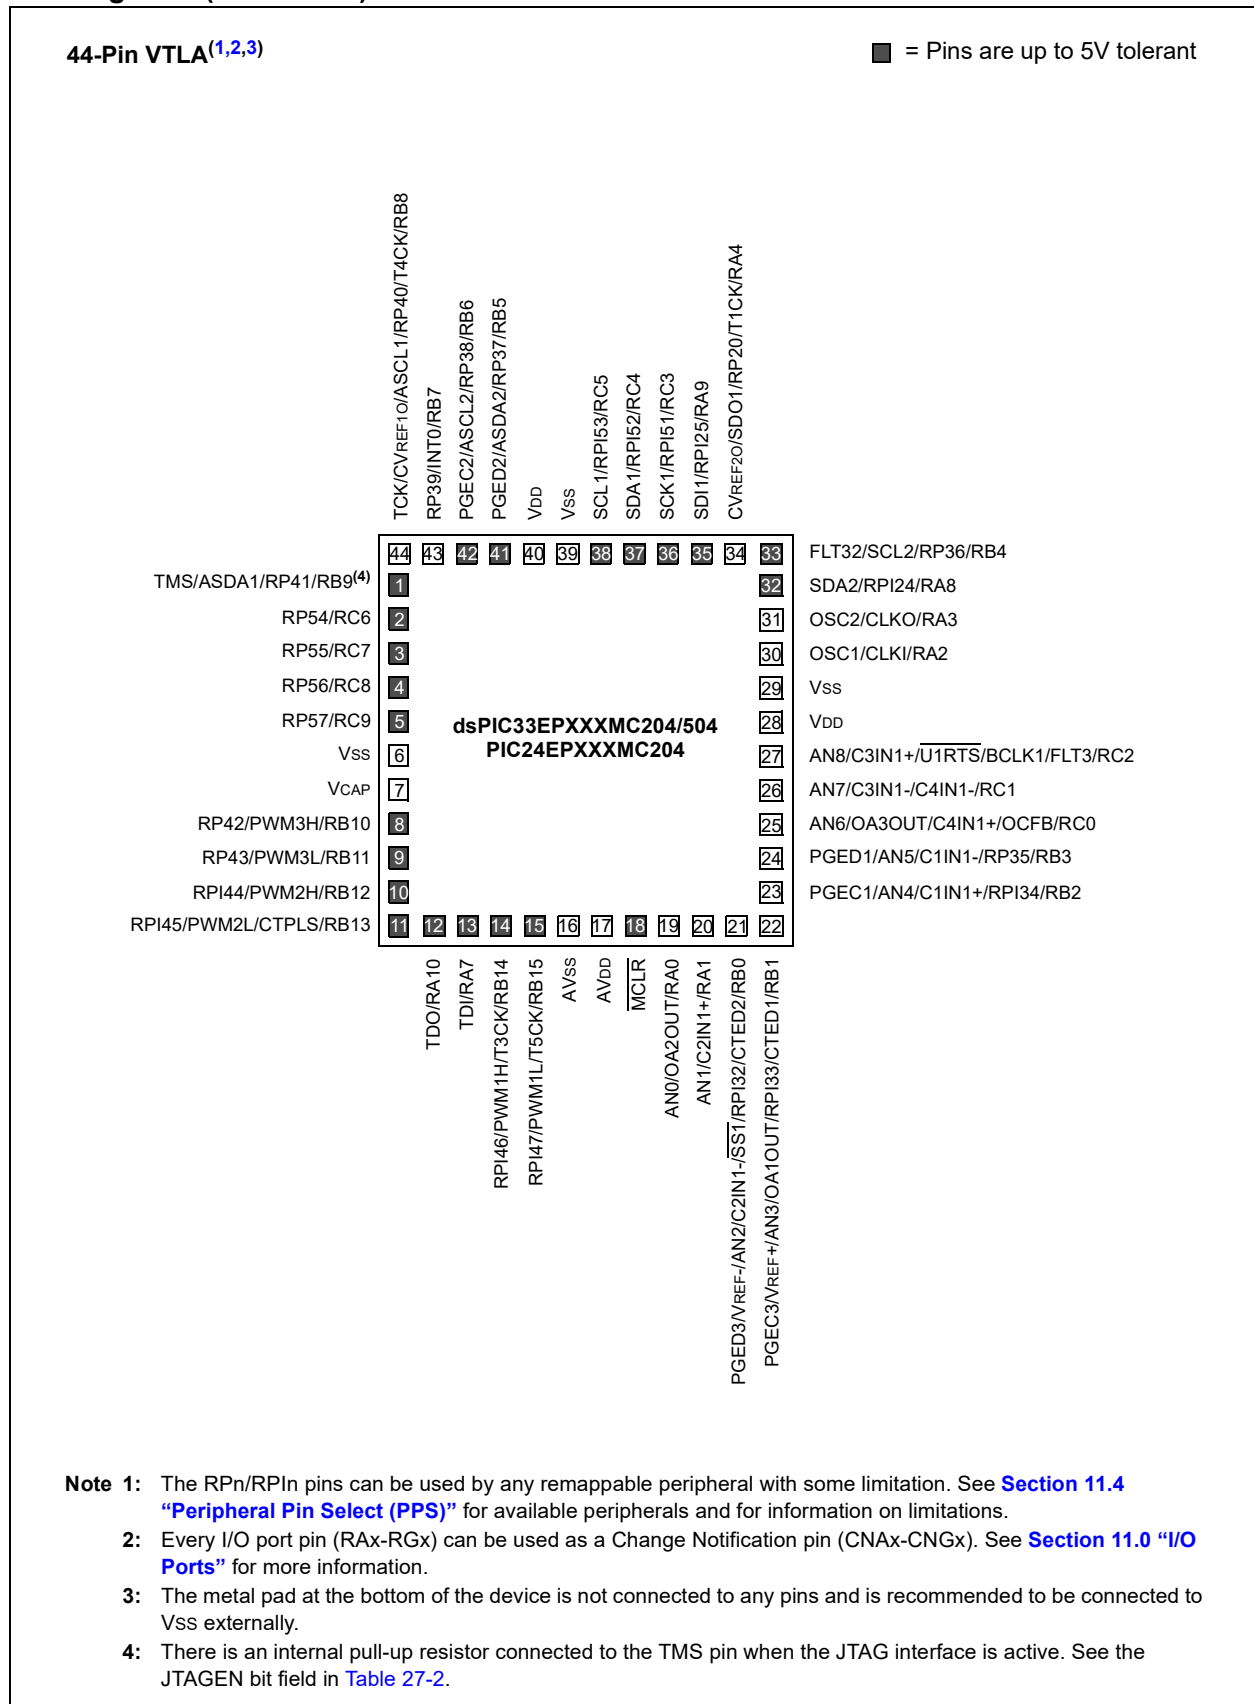 44-Pin VTLA(1,2,3)
= Pins are up to 5V tolerant
TCK/CVREF1O/ASCL1/RP40/T4CK/RB8
RP39/INT0/RB7
PGEC2/ASCL2/RP38/RB6
PGED2/ASDA2/RP37/RB5
VDD
VSS
SCL1/RPI53/RC5
SDA1/RPI52/RC4
SCK1/RPI51/RC3
SDI1/RPI25/RA9
CVREF2O/SDO1/RP20/T1CK/RA4
44 43 42 41 40 39 38 37 36 35 34 33 FLT32/SCL2/RP36/RB4
TMS/ASDA1/RP41/RB9(4) 1 32 SDA2/RPI24/RA8
RP54/RC6 2 31 OSC2/CLKO/RA3
RP55/RC7 3 30 OSC1/CLKI/RA2
RP56/RC8 4 29 VSS
RP57/RC9 5 dsPIC33EPXXXMC204/504 28 VDD
VSS 6 PIC24EPXXXMC204 27 AN8/C3IN1+/U1RTS/BCLK1/FLT3/RC2
VCAP 7 26 AN7/C3IN1-/C4IN1-/RC1
RP42/PWM3H/RB10 8 25 AN6/OA3OUT/C4IN1+/OCFB/RC0
RP43/PWM3L/RB11 9 24 PGED1/AN5/C1IN1-/RP35/RB3
RPI44/PWM2H/RB12 10 23 PGEC1/AN4/C1IN1+/RPI34/RB2
RPI45/PWM2L/CTPLS/RB13 11 12 13 14 15 16 17 18 19 20 21 22
TDO/RA10
TDI/RA7
RPI46/PWM1H/T3CK/RB14
RPI47/PWM1L/T5CK/RB15
AVSS
AVDD
MCLR
AN0/OA2OUT/RA0
AN1/C2IN1+/RA1
PGED3/VREF-/AN2/C2IN1-/SS1/RPI32/CTED2/RB0
PGEC3/VREF+/AN3/OA1OUT/RPI33/CTED1/RB1
Note 1: The RPn/RPIn pins can be used by any remappable peripheral with some limitation. See Section 11.4
“Peripheral Pin Select (PPS)” for available peripherals and for information on limitations.
2: Every I/O port pin (RAx-RGx) can be used as a Change Notification pin (CNAx-CNGx). See Section 11.0 “I/O
Ports” for more information.
3: The metal pad at the bottom of the device is not connected to any pins and is recommended to be connected to
VSS externally.
4: There is an internal pull-up resistor connected to the TMS pin when the JTAG interface is active. See the
JTAGEN bit field in Table 27-2.